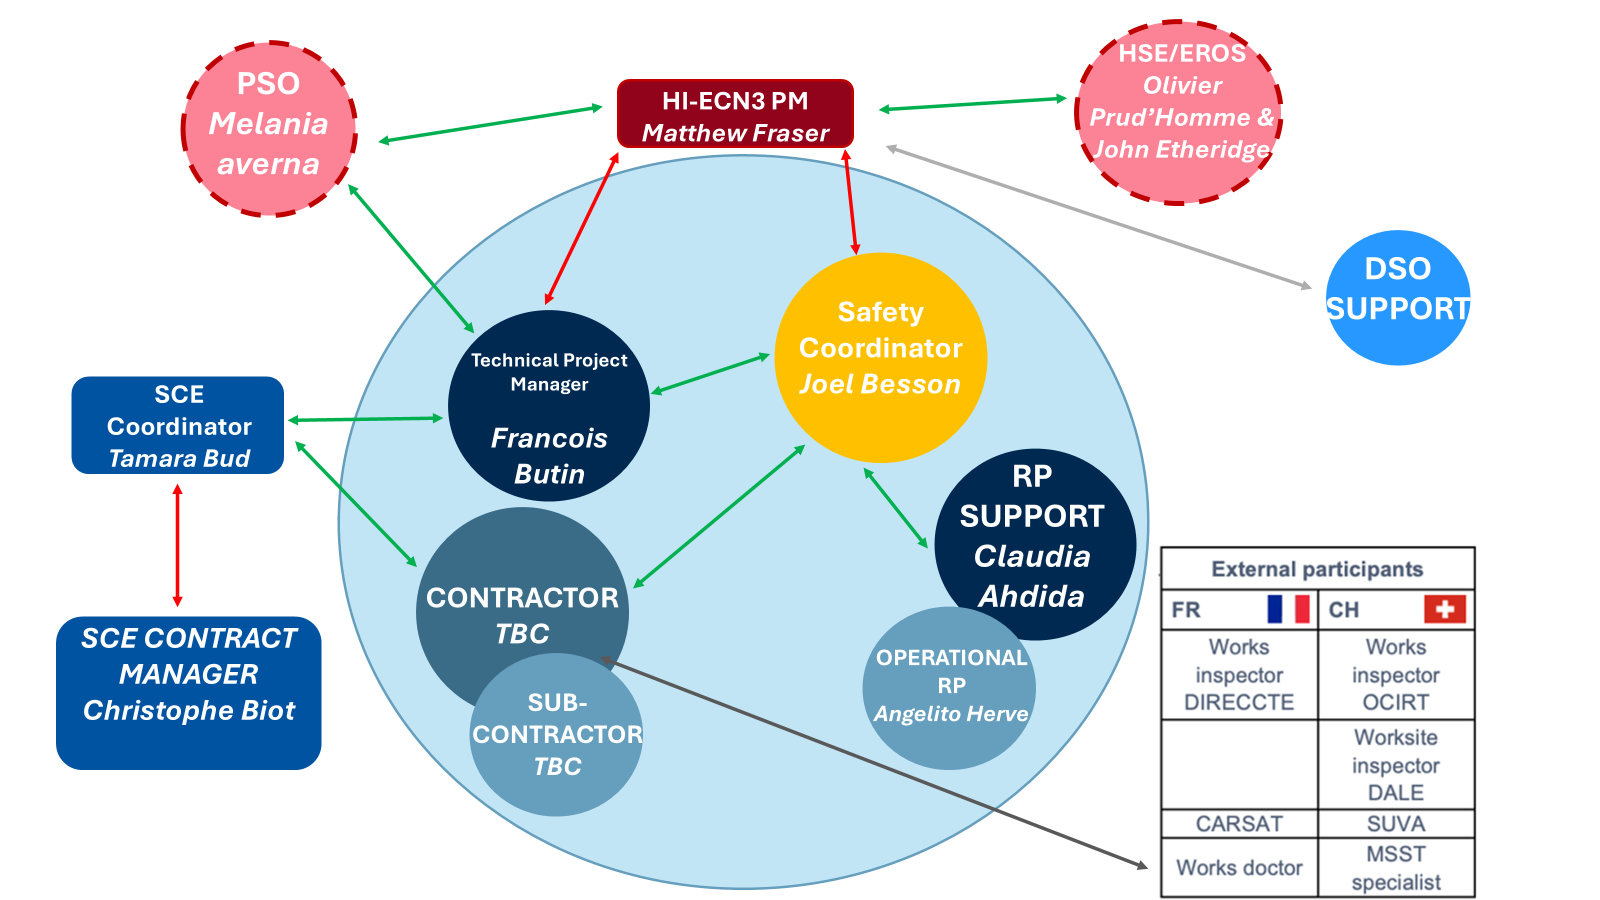 PSO
Melania
averna
HI-ECN3 PM
Matthew Fraser
HSE/EROS
Olivier
Prud’Homme &
John Etheridge
DSO
SUPPORT
Safety
Coordinator
Joel Besson
Technical Project
Manager
Francois
Butin
SCE
Coordinator
Tamara Bud
SCE CONTRACT
MANAGER
Christophe Biot
CONTRACTOR
TBC
SUB-
CONTRACTOR
TBC
RP
SUPPORT
Claudia
Ahdida
OPERATIONAL
RP
Angelito Herve
External participants
FR
CH
Works
inspector
DIRECCTE
Works
inspector
OCIRT
Worksite
inspector
DALE
CARSAT
SUVA
Works doctor
MSST
specialist